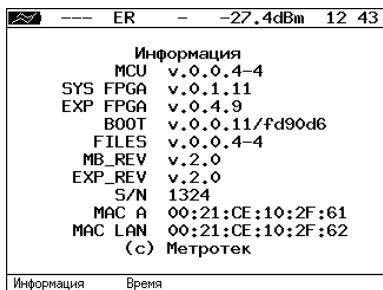 --- ER - -27.4dBm 12 43
Информация
MCU v.0.0.4-4
SYS FPGA v.0.1.11
EXP FPGA v.0.4.9
BOOT v.0.0.11/fd90d6
FILES v.0.0.4-4
MB_REV v.2.0
EXP_REV v.2.0
S/N 1324
MAC A 00:21:CE:10:2F:61
MAC LAN 00:21:CE:10:2F:62
(c) Метротек
Информация Время